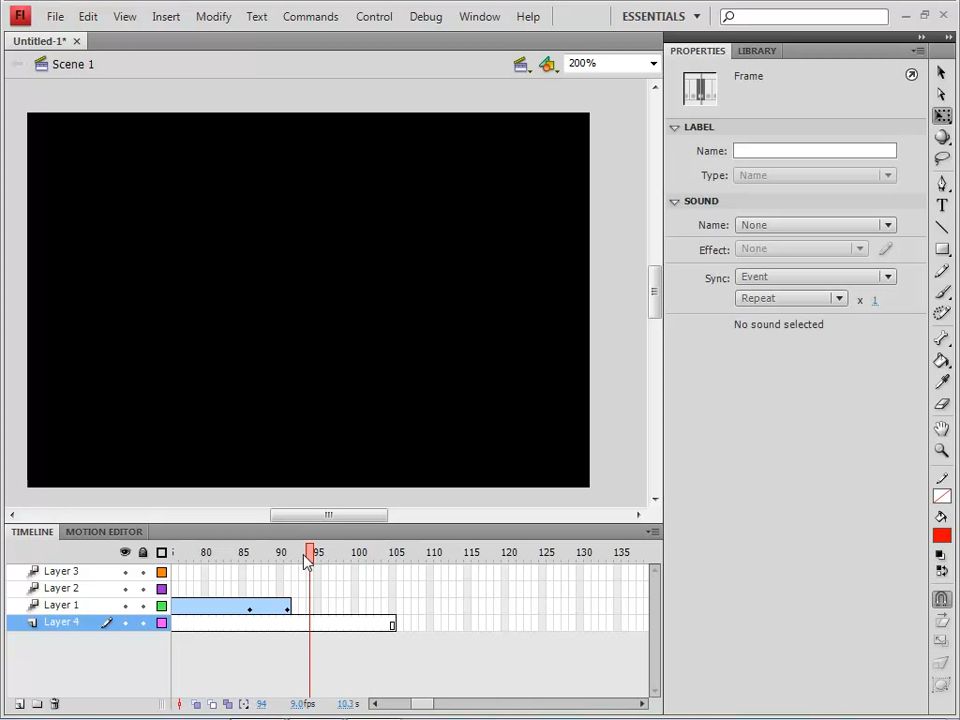 Fl File Edit View Insert Modify Text Commands Control Debug Window Help ESSENTIALS
Untitled-1*
Scene 1 200%
PROPERTIES LIBRARY
Frame
LABEL
Name:
Type: Name
SOUND
Name: None
Effect: None
Sync: Event
Repeat x 1
No sound selected
TIMELINE MOTION EDITOR
80 85 90 95 100 105 110 115 120 125 130 135
Layer 3
Layer 2
Layer 1
Layer 4
94 9.0fps 10.3s